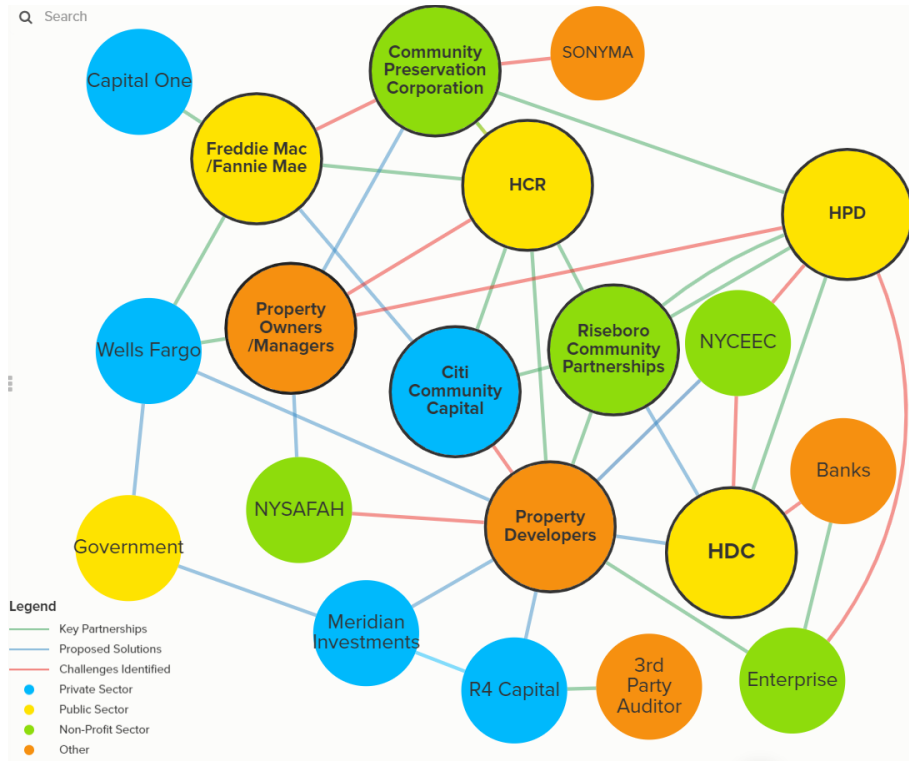 Search
Capital One
Community
Preservation
Corporation
SONYMA
Freddie Mac
/Fannie Mae
HCR
HPD
Property
Owners
/Managers
Wells Fargo
Citi
Community
Capital
Riseboro
Community
Partnerships
NYCEEC
Banks
NYSAFAH
Property
Developers
HDC
Government
Meridian
Investments
R4 Capital
3rd
Party
Auditor
Enterprise
Legend
Key Partnerships
Proposed Solutions
Challenges Identified
Private Sector
Public Sector
Non-Profit Sector
Other